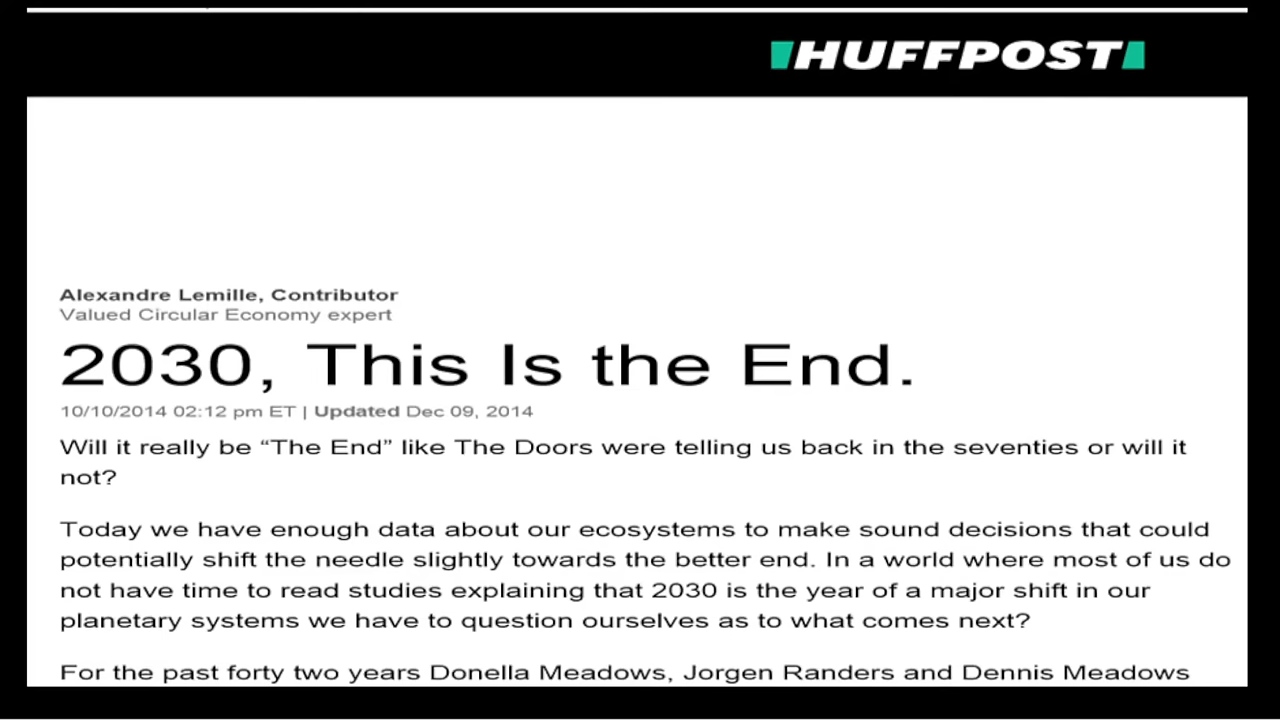 HUFFPOST
Alexandre Lemille, Contributor
Valued Circular Economy expert
2030, This Is the End.
10/10/2014 02:12 pm ET | Updated Dec 09, 2014
Will it really be “The End” like The Doors were telling us back in the seventies or will it
not?
Today we have enough data about our ecosystems to make sound decisions that could
potentially shift the needle slightly towards the better end. In a world where most of us do
not have time to read studies explaining that 2030 is the year of a major shift in our
planetary systems we have to question ourselves as to what comes next?
For the past forty two years Donella Meadows, Jorgen Randers and Dennis Meadows